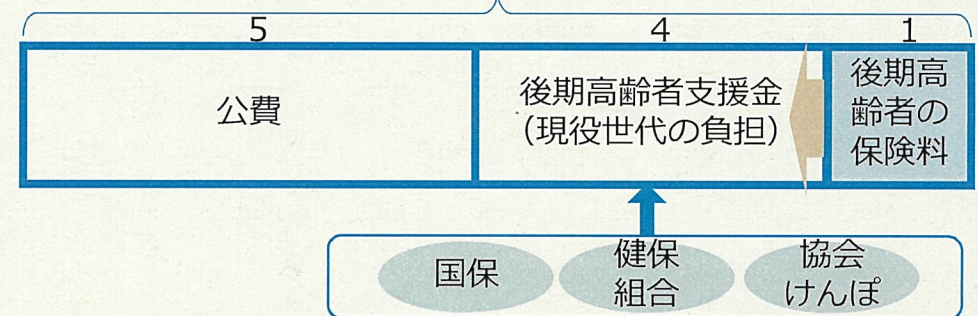 5
4
1
公費
後期高齢者支援金
(現役世代の負担)
後期高
齢者の
保険料
国保
健保
組合
協会
けんぽ